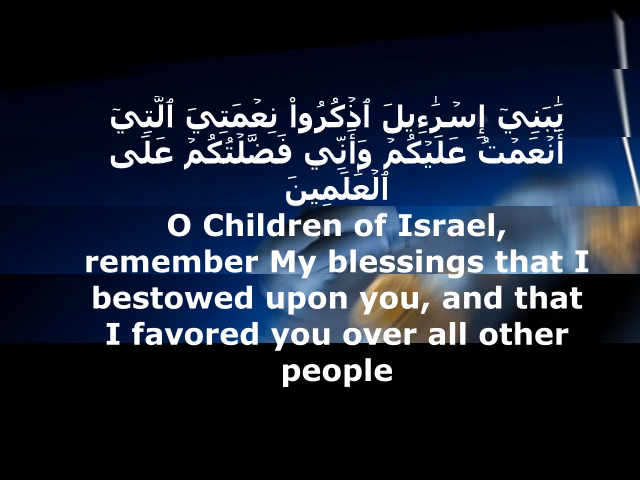 يَٰبَنِيٓ إِسۡرَٰٓءِيلَ ٱذۡكُرُواْ نِعۡمَتِيَ ٱلَّتِيٓ
أَنۡعَمۡتُ عَلَيۡكُمۡ وَأَنِّي فَضَّلۡتُكُمۡ عَلَى
ٱلۡعَٰلَمِينَ
O Children of Israel,
remember My blessings that I
bestowed upon you, and that
I favored you over all other
people